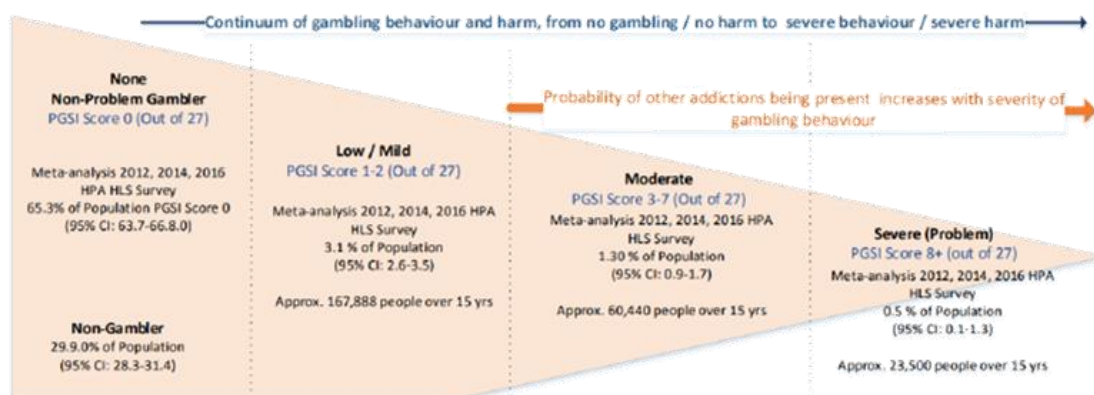 Continuum of gambling behaviour and harm, from no gambling / no harm to severe behaviour / severe harm
None
Non-Problem Gambler
PGSI Score 0 (Out of 27)
Meta-analysis 2012, 2014, 2016
HPA HLS Survey
65.3% of Population PGSI Score 0
(95% CI: 63.7-66.8.0)
Non-Gambler
29.9.0% of Population
(95% CI: 28.3-31.4)
Low / Mild
PGSI Score 1-2 (Out of 27)
Meta-analysis 2012, 2014, 2016 HPA
HLS Survey
3.1 % of Population
(95% CI: 2.6-3.5)
Approx. 167,888 people over 15 yrs
Probability of other addictions being present increases with severity of
gambling behaviour
Moderate
PGSI Score 3-7 (Out of 27)
Meta-analysis 2012, 2014, 2016 HPA
HLS Survey
1.30 % of Population
(95% CI: 0.9-1.7)
Approx. 60,440 people over 15 yrs
Severe (Problem)
PGSI Score 8+ (out of 27)
Meta-analysis 2012, 2014, 2016 HPA
HLS Survey
0.5 % of Population
(95% CI: 0.1-1.3)
Approx. 23,500 people over 15 yrs